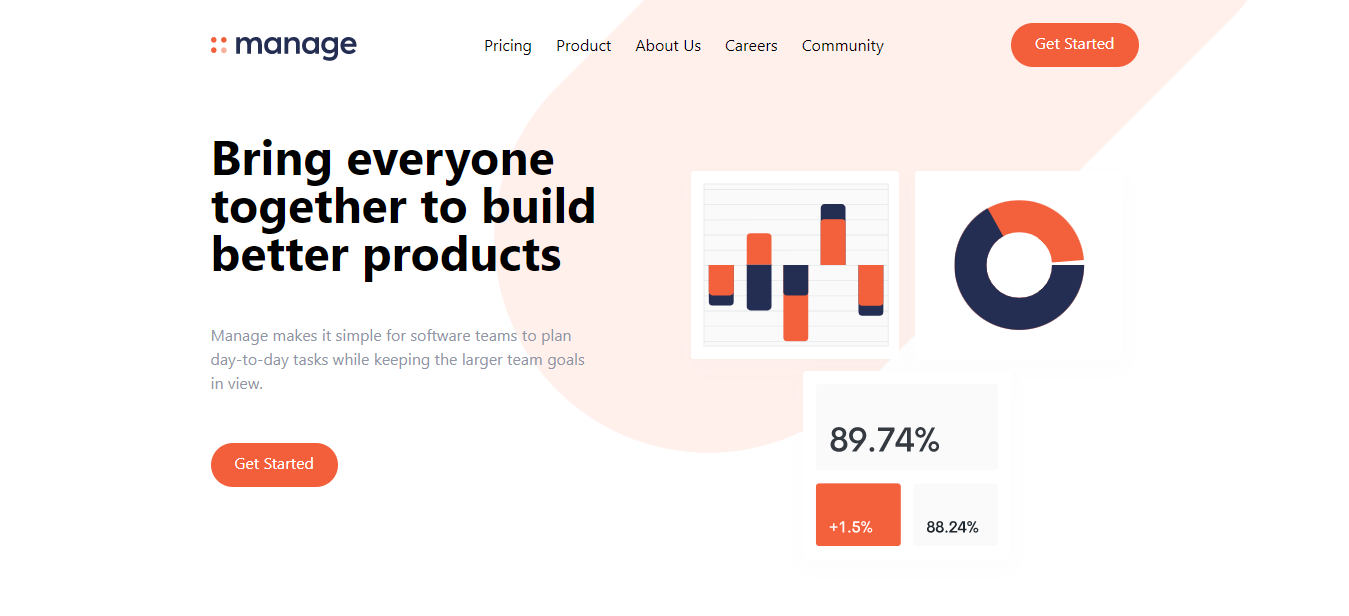 manage
Pricing
Product
About Us
Careers
Community
Get Started
Bring everyone
together to build
better products
Manage makes it simple for software teams to plan
day-to-day tasks while keeping the larger team goals
in view.
Get Started
89.74%
+1.5%
88.24%